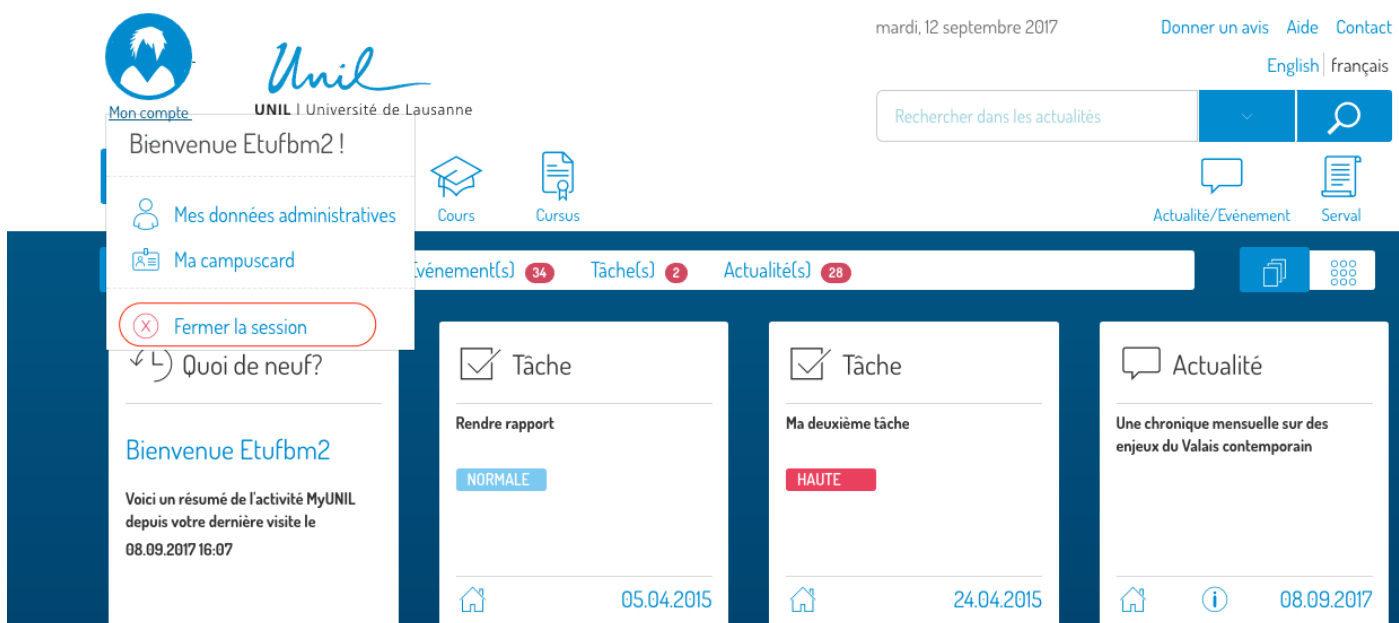 mardi, 12 septembre 2017
Donner un avis Aide Contact
English français
Unil
UNIL | Université de Lausanne
Mon compte
Rechercher dans les actualités
Bienvenue Etufbm2 !
Mes données administratives
Ma campuscard
Fermer la session
Cours
Cursus
Actualité/Evénement
Serval
vénement(s) 34
Tâche(s) 2
Actualité(s) 28
Quoi de neuf?
Bienvenue Etufbm2
Voici un résumé de l'activité MyUNIL
depuis votre dernière visite le
08.09.2017 16:07
Tâche
Rendre rapport
NORMALE
05.04.2015
Tâche
Ma deuxième tâche
HAUTE
24.04.2015
Actualité
Une chronique mensuelle sur des
enjeux du Valais contemporain
08.09.2017